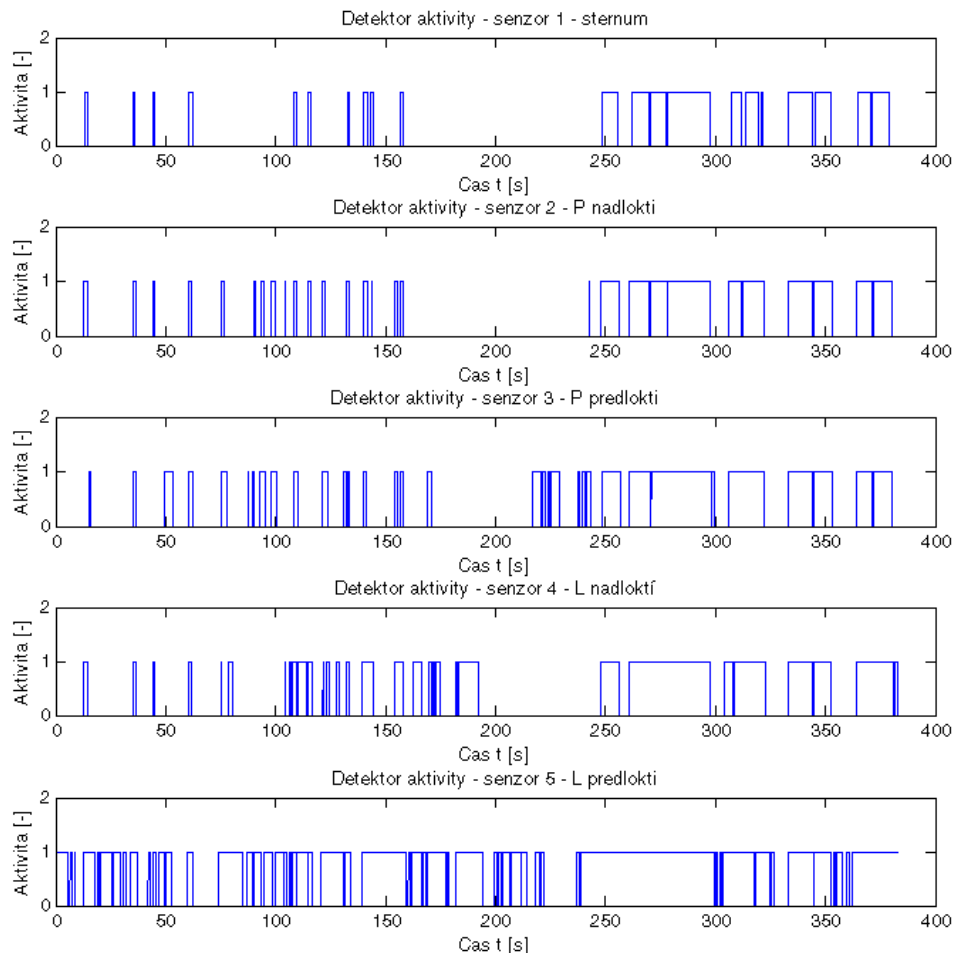 Detektor aktivity - senzor 1 - sternum
Aktivita [-]
2
1
0
0 50 100 150 200 250 300 350 400
Cas t [s]
Detektor aktivity - senzor 2 - P nadlokti
Aktivita [-]
2
1
0
0 50 100 150 200 250 300 350 400
Cas t [s]
Detektor aktivity - senzor 3 - P predlokti
Aktivita [-]
2
1
0
0 50 100 150 200 250 300 350 400
Cas t [s]
Detektor aktivity - senzor 4 - L nadloktí
Aktivita [-]
2
1
0
0 50 100 150 200 250 300 350 400
Cas t [s]
Detektor aktivity - senzor 5 - L predlokti
Aktivita [-]
2
1
0
0 50 100 150 200 250 300 350 400
Cas t [s]